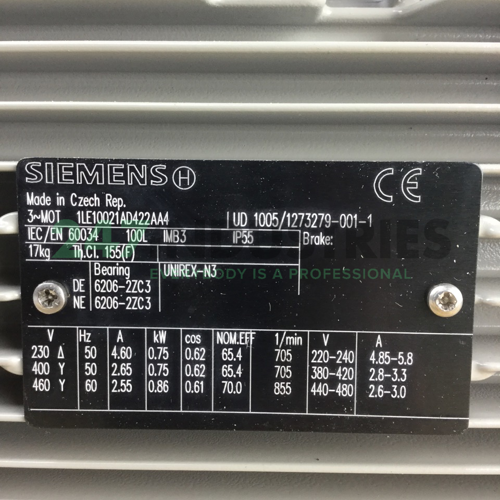 SIEMENS H CE
Made in Czech Rep.
3~MOT 1LE10021AD422AA4 UD 1005/1273279-001-1
IEC/EN 60034 100L IMB3 IP55 Brake:
17kg Th.Cl. 155(F)
Bearing UNIREX-N3
DE 6206-2ZC3
NE 6206-2ZC3
V Hz A kW cos NOM.EFF 1/min V A
230 Δ 50 4.60 0.75 0.62 65.4 705 220-240 4.85-5.8
400 Y 50 2.65 0.75 0.62 65.4 705 380-420 2.8-3.3
460 Y 60 2.55 0.86 0.61 70.0 855 440-480 2.6-3.0